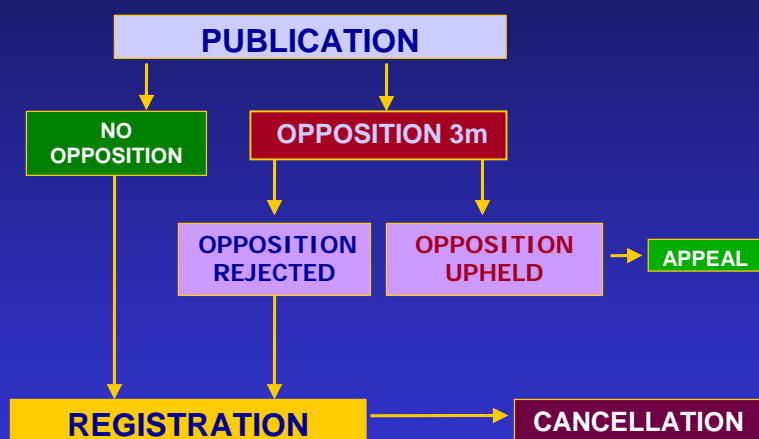 PUBLICATION
NO
OPPOSITION
OPPOSITION 3m
OPPOSITION
REJECTED
OPPOSITION
UPHELD
APPEAL
REGISTRATION
CANCELLATION